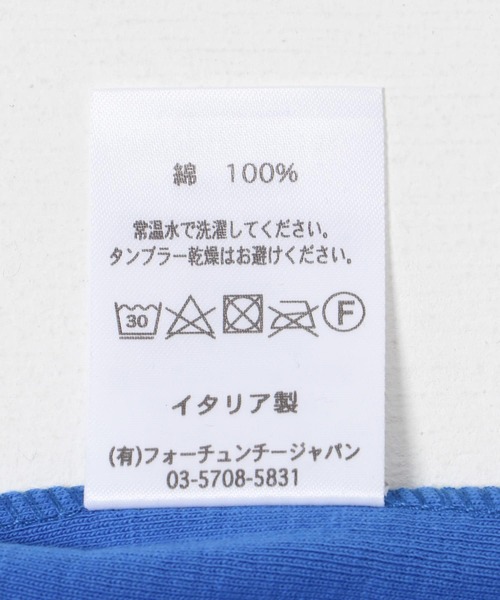 綿 100%
常温水で洗濯してください。
タンブラー乾燥はお避けください。
30 F
イタリア製
(有)フォーチュンチージャパン
03-5708-5831